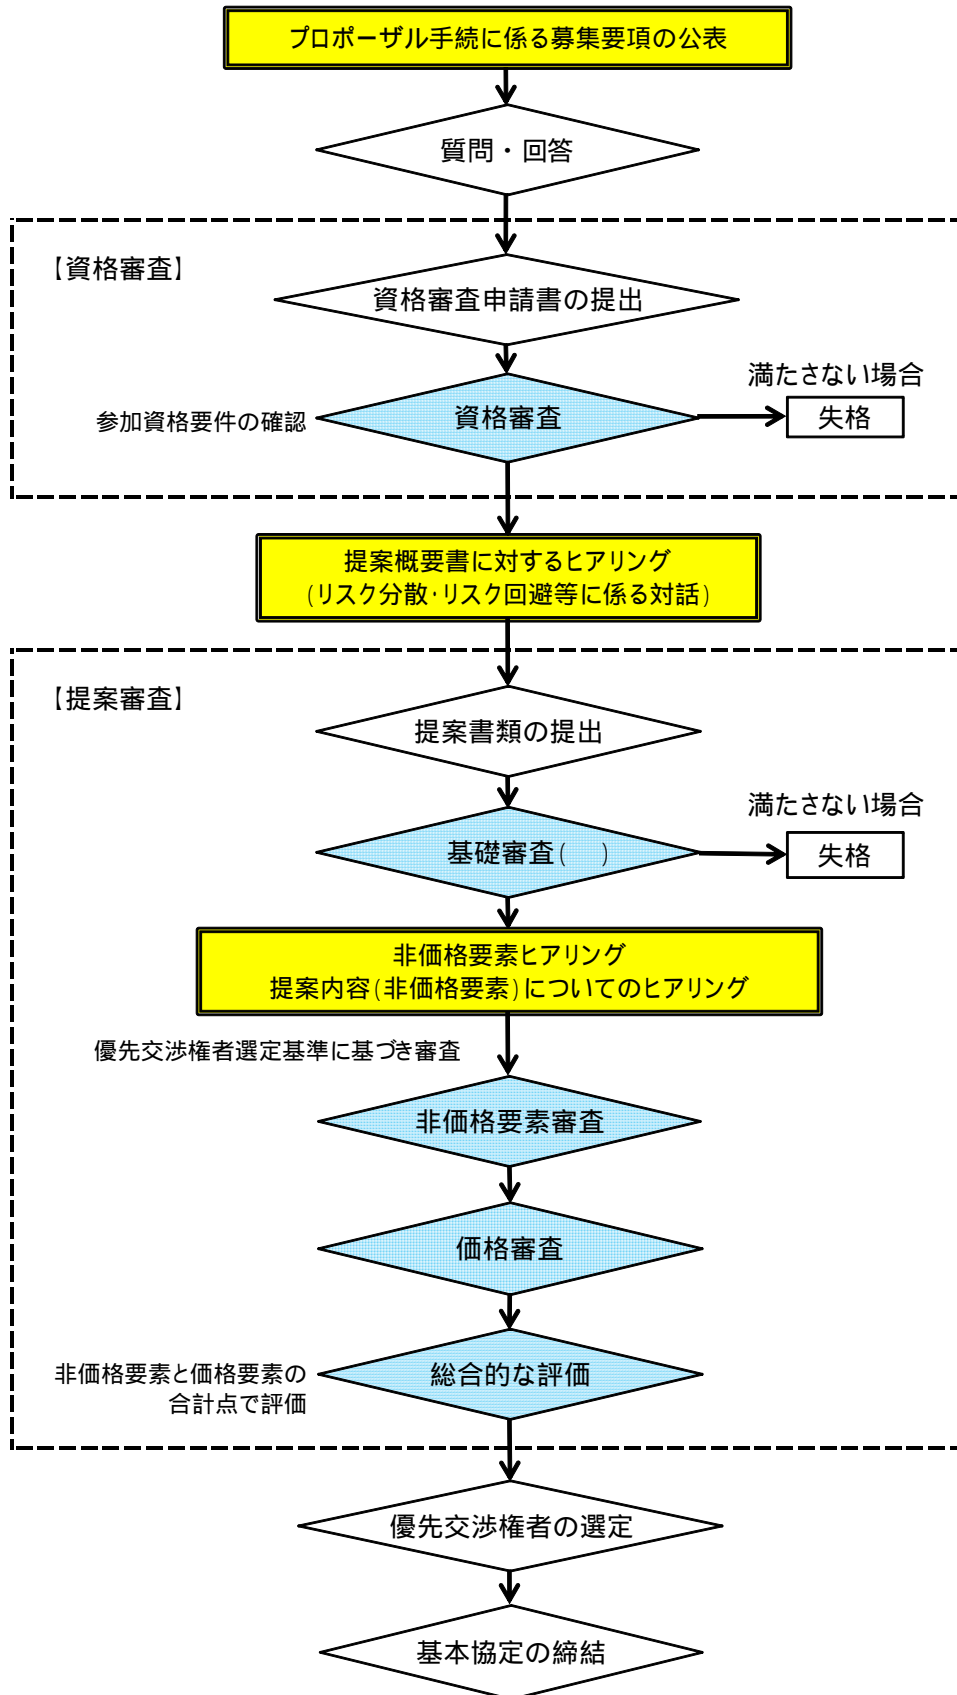 プロポーザル手続に係る募集要項の公表
質問・回答
【資格審査】
資格審査申請書の提出
満たさない場合
参加資格要件の確認
資格審査
失格
提案概要書に対するヒアリング
(リスク分散・リスク回避等に係る対話)
【提案審査】
提案書類の提出
満たさない場合
基礎審査(　)
失格
非価格要素ヒアリング
提案内容(非価格要素)についてのヒアリング
優先交渉権者選定基準に基づき審査
非価格要素審査
価格審査
非価格要素と価格要素の
合計点で評価
総合的な評価
優先交渉権者の選定
基本協定の締結